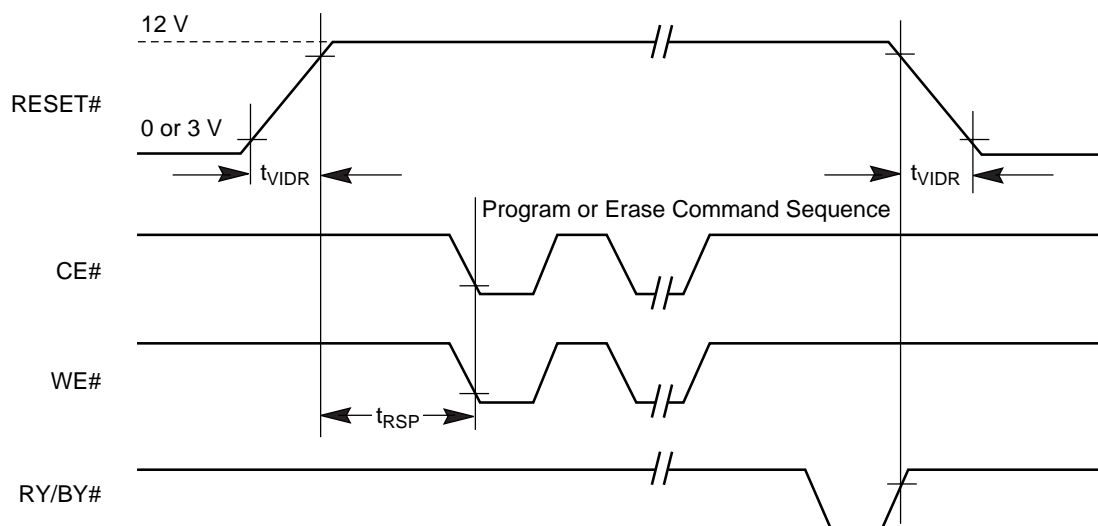 12 V
RESET#
0 or 3 V
tVIDR
tVIDR
Program or Erase Command Sequence
CE#
WE#
tRSP
RY/BY#